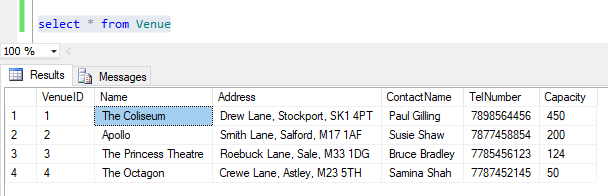 select * from Venue
100 %
Results Messages
VenueID Name Address ContactName TelNumber Capacity
1 1 The Coliseum Drew Lane, Stockport, SK1 4PT Paul Gilling 7898564456 450
2 2 Apollo Smith Lane, Salford, M17 1AF Susie Shaw 7877458854 200
3 3 The Princess Theatre Roebuck Lane, Sale, M33 1DG Bruce Bradley 7785456123 124
4 4 The Octagon Crewe Lane, Astley, M23 5TH Samina Shah 7787452145 50